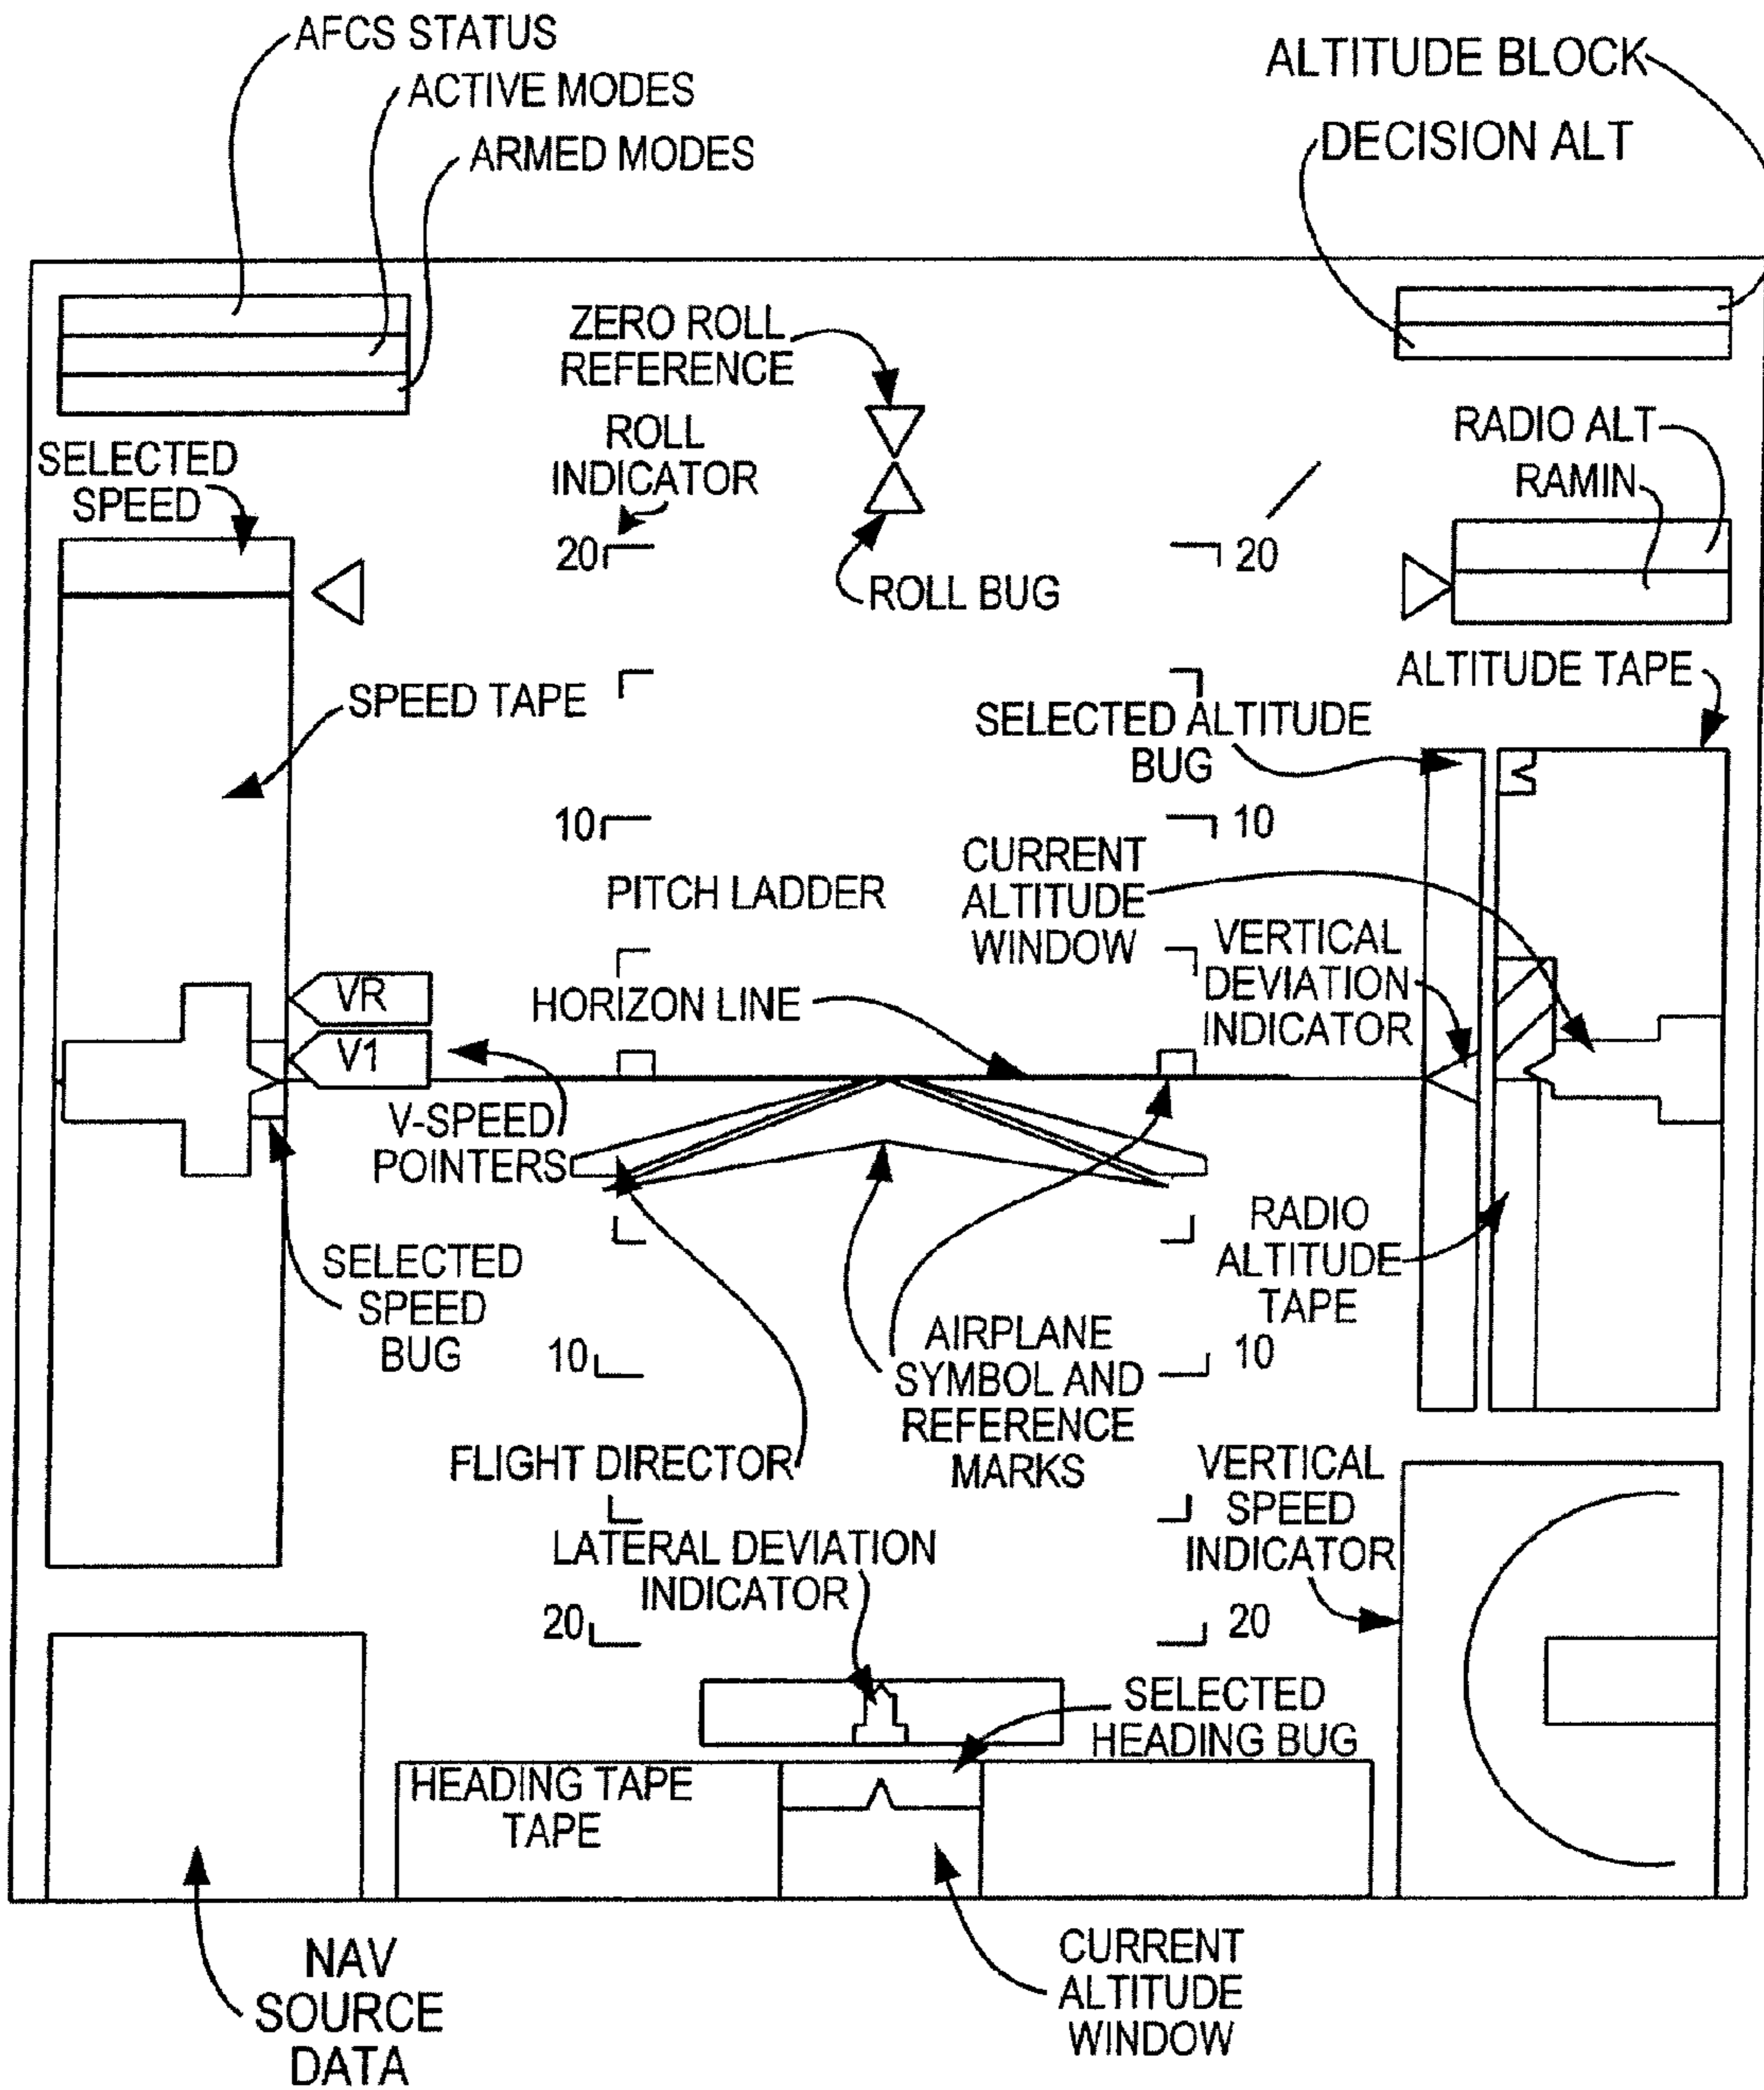 AFCS STATUS
ACTIVE MODES
ARMED MODES
ALTITUDE BLOCK
DECISION ALT
ZERO ROLL
REFERENCE
ROLL
INDICATOR
SELECTED
SPEED
RADIO ALT
RAMIN
20
20
ROLL BUG
ALTITUDE TAPE
SPEED TAPE
SELECTED ALTITUDE
BUG
10
10
PITCH LADDER
CURRENT
ALTITUDE
WINDOW
VERTICAL
DEVIATION
INDICATOR
VR
HORIZON LINE
V1
V-SPEED
POINTERS
SELECTED
SPEED
BUG
RADIO
ALTITUDE
TAPE
10
10
AIRPLANE
SYMBOL AND
REFERENCE
MARKS
FLIGHT DIRECTOR
VERTICAL
SPEED
INDICATOR
LATERAL DEVIATION
INDICATOR
20
20
SELECTED
HEADING BUG
HEADING TAPE
TAPE
NAV
SOURCE
DATA
CURRENT
ALTITUDE
WINDOW